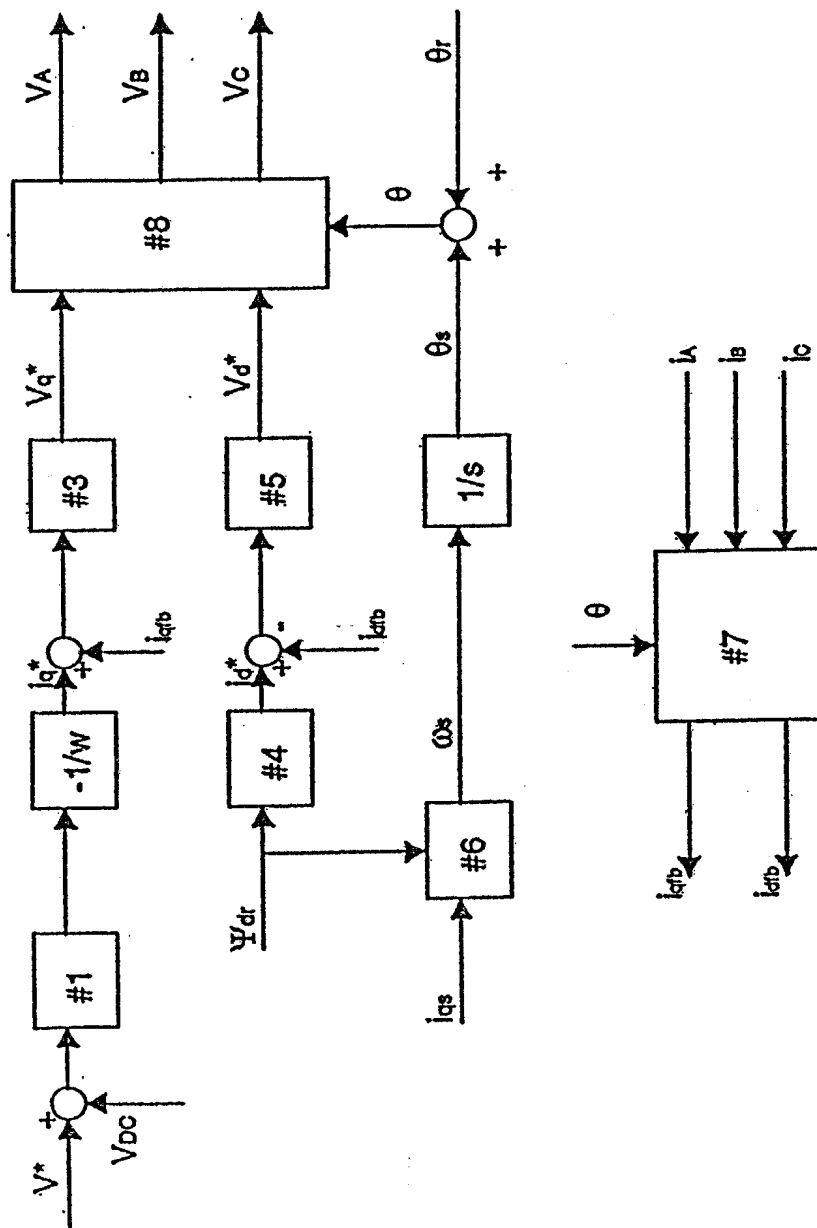 V*
+
VDC
#1
-1/w
iq*
+
iqfb
#3
Vq*
#8
VA
VB
VC
Ψdr
#4
id*
+
-
idfb
#5
Vd*
θ
iqs
#6
ωs
1/s
θs
+
+
θr
θ
#7
iqfb
idfb
iA
iB
iC